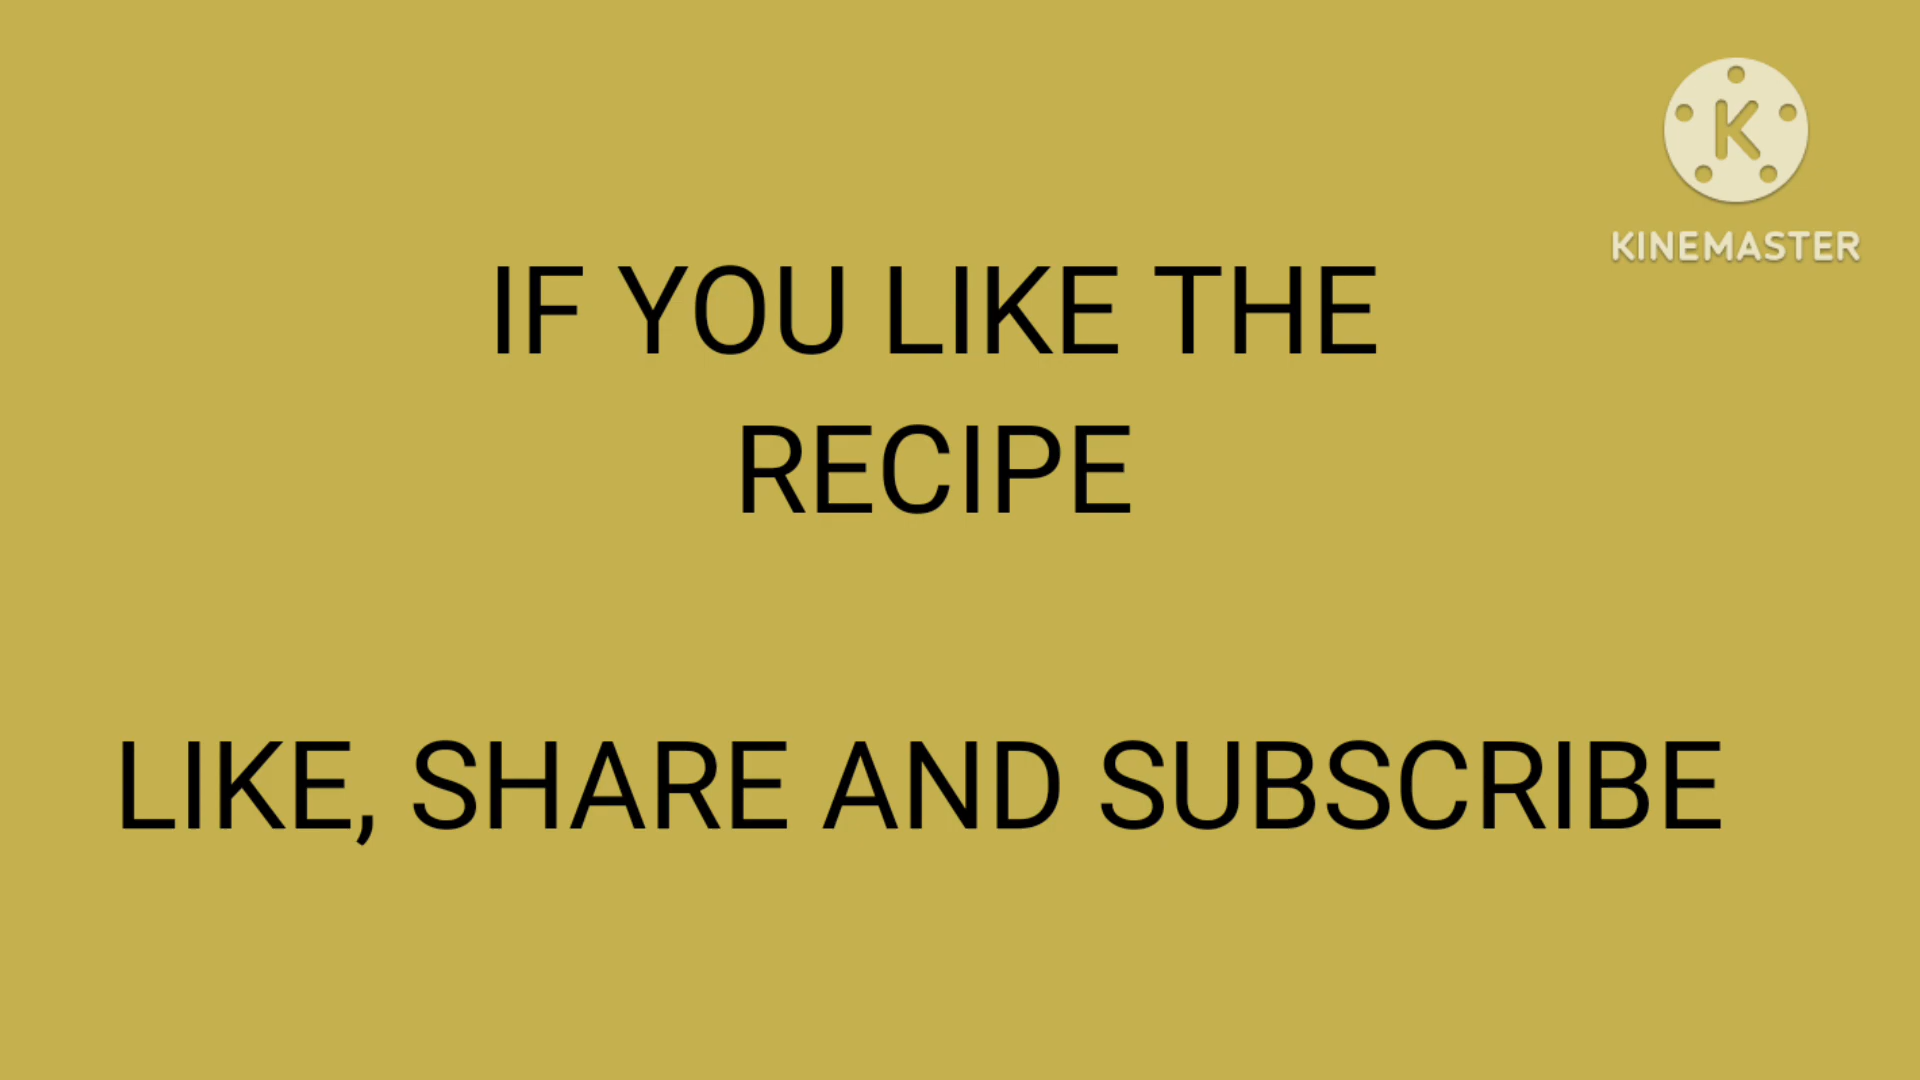 K
KINEMASTER
IF YOU LIKE THE
RECIPE
LIKE, SHARE AND SUBSCRIBE